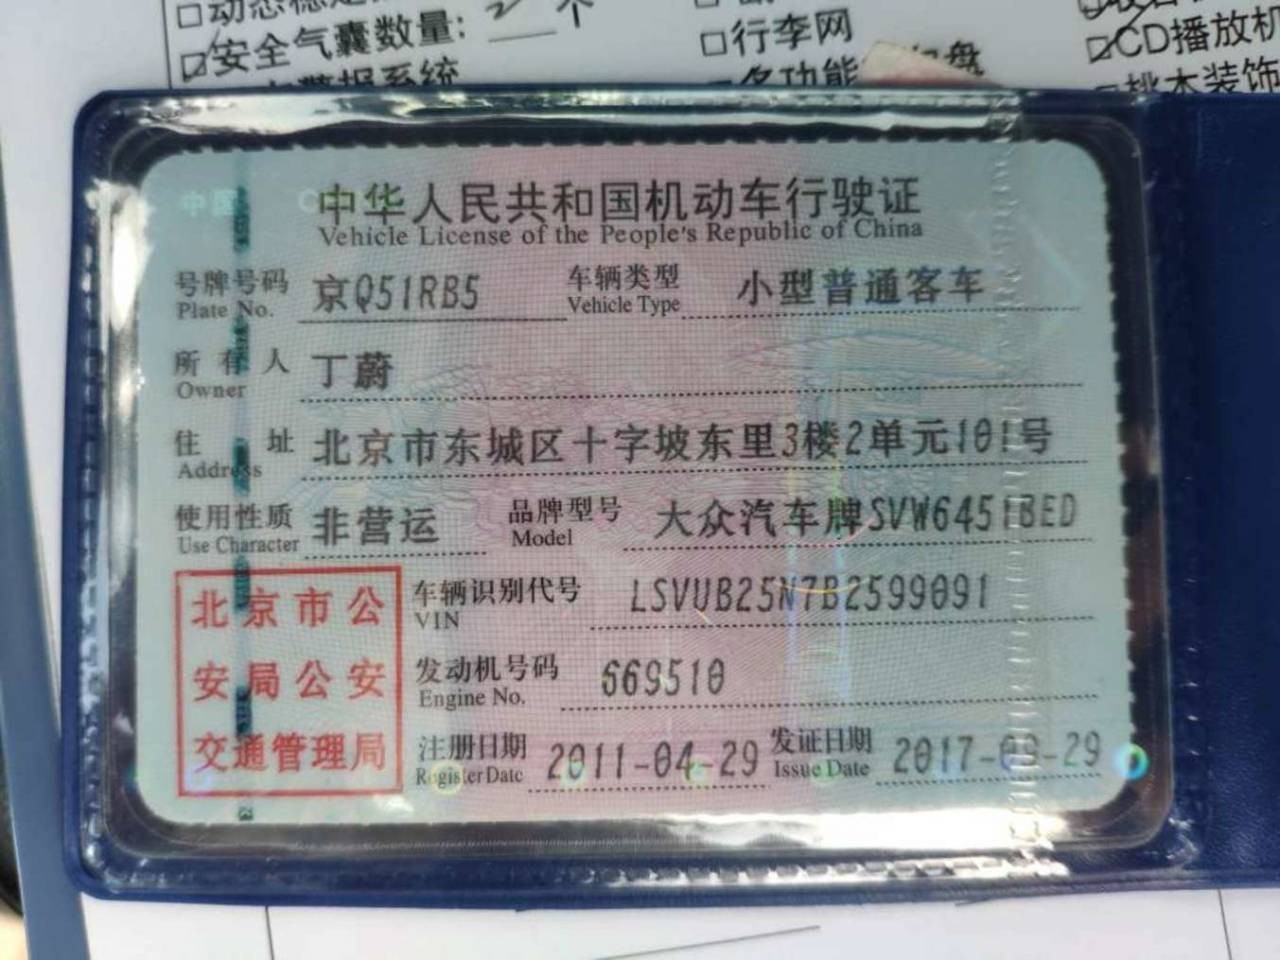 安全气囊数量:
个
行李网
CD播放机
中国
中华人民共和国机动车行驶证
Vehicle License of the People's Republic of China
号牌号码 京Q51RB5 车辆类型 小型普通客车
Plate No. Vehicle Type
所有人 丁蔚
Owner
住址 北京市东城区十字坡东里3楼2单元101号
Address
使用性质 非营运 品牌型号 大众汽车牌SVW6451BED
Use Character Model
北京市公
安局公安
交通管理局
车辆识别代号 LSVUB25N7B2599091
VIN
发动机号码 669510
Engine No.
注册日期 2011-04-29 发证日期 2017- -29
Register Date Issue Date